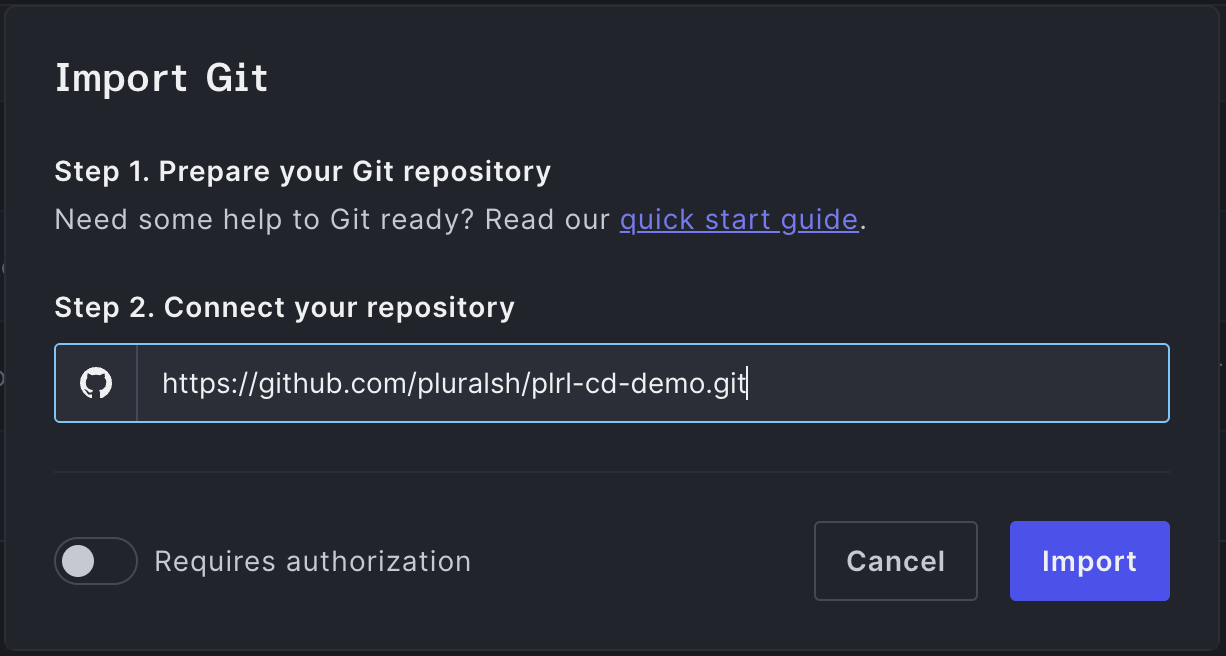 Import Git
Step 1. Prepare your Git repository
Need some help to Git ready? Read our quick start guide.
Step 2. Connect your repository
https://github.com/pluralsh/plrl-cd-demo.git
Requires authorization
Cancel
Import